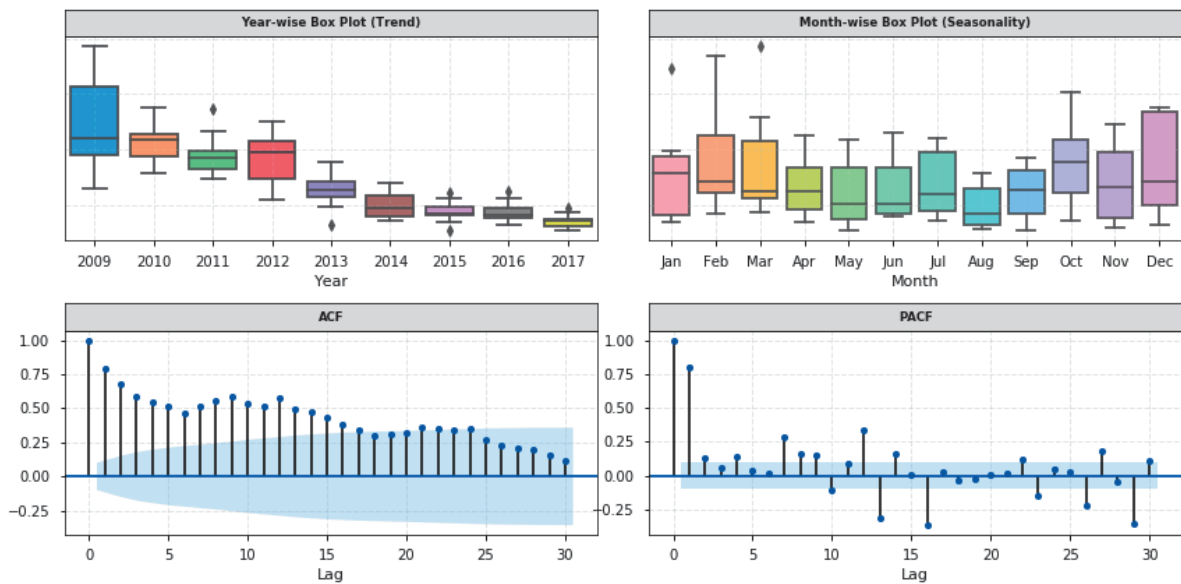 Year-wise Box Plot (Trend)
2009 2010 2011 2012 2013 2014 2015 2016 2017
Year
Month-wise Box Plot (Seasonality)
Jan Feb Mar Apr May Jun Jul Aug Sep Oct Nov Dec
Month
ACF
1.00
0.75
0.50
0.25
0.00
−0.25
0 5 10 15 20 25 30
Lag
PACF
1.00
0.75
0.50
0.25
0.00
−0.25
0 5 10 15 20 25 30
Lag